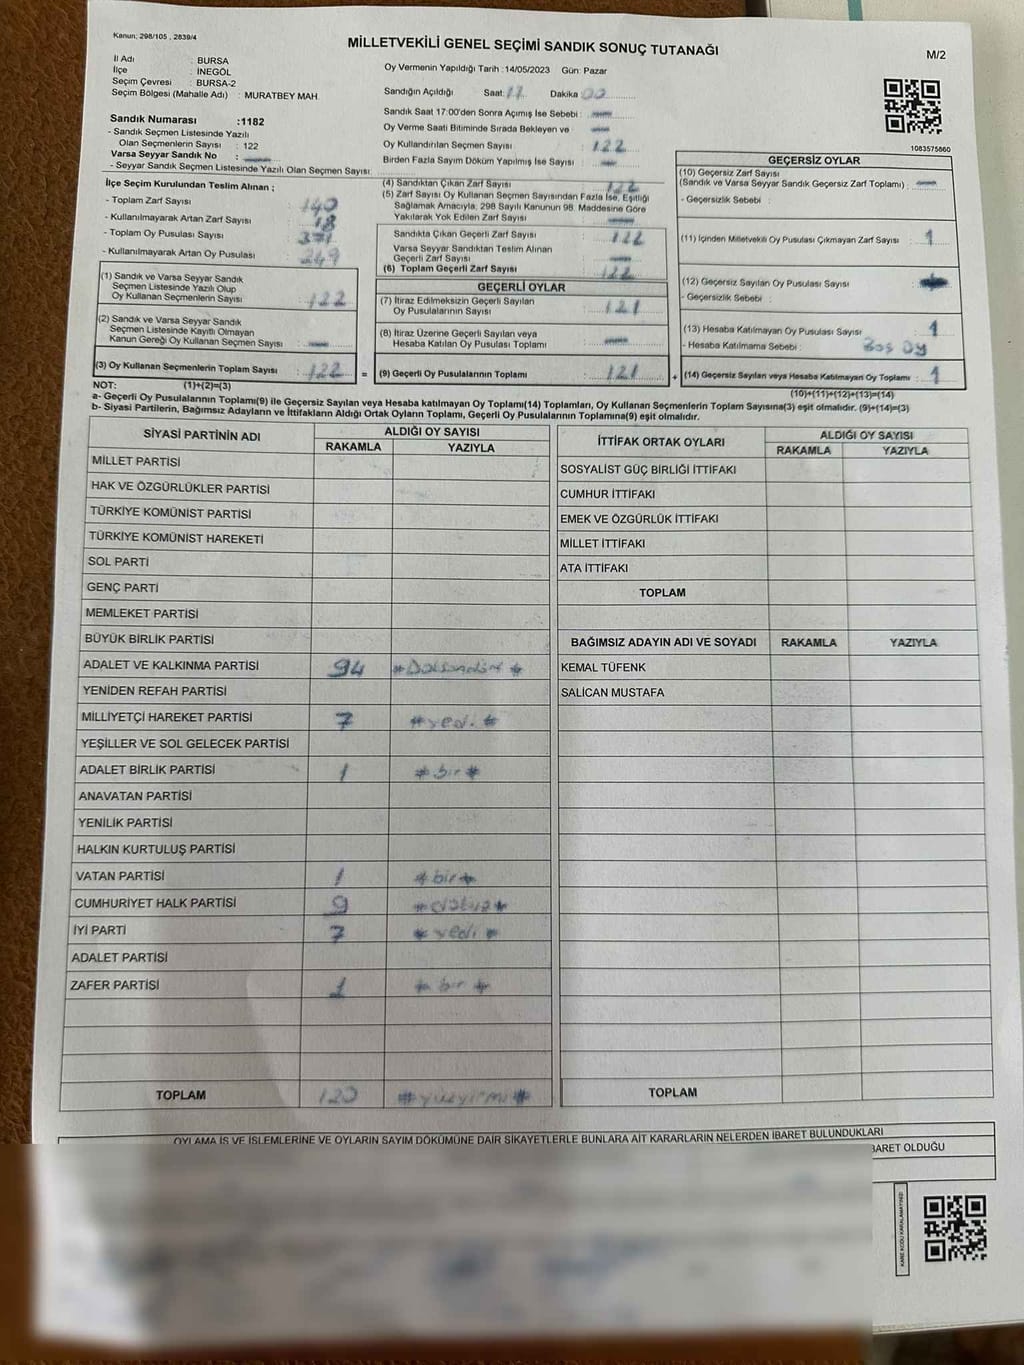 Kanun: 298/105 , 2839/4
MİLLETVEKİLİ GENEL SEÇİMİ SANDIK SONUÇ TUTANAĞI
M/2
İl Adı : BURSA
İlçe : İNEGÖL
Seçim Çevresi : BURSA-2
Seçim Bölgesi (Mahalle Adı) : MURATBEY MAH.
Oy Vermenin Yapıldığı Tarih :14/05/2023 Gün: Pazar
Sandığın Açıldığı Saat: 17 Dakika: 00
Sandık Saat 17:00'den Sonra Açımış İse Sebebi :
Oy Verme Saati Bitiminde Sırada Bekleyen ve
Oy Kullandırılan Seçmen Sayısı : 122
Birden Fazla Sayım Döküm Yapılmış İse Sayısı :
1083575860
Sandık Numarası :1182
- Sandık Seçmen Listesinde Yazılı
Olan Seçmenlerin Sayısı : 122
Varsa Seyyar Sandık No :
- Seyyar Sandık Seçmen Listesinde Yazılı Olan Seçmen Sayısı:
İlçe Seçim Kurulundan Teslim Alınan ;
- Toplam Zarf Sayısı : 140
- Kullanılmayarak Artan Zarf Sayısı : 18
- Toplam Oy Pusulası Sayısı : 371
- Kullanılmayarak Artan Oy Pusulası : 249
(1) Sandık ve Varsa Seyyar Sandık
Seçmen Listesinde Yazılı Olup
Oy Kullanan Seçmenlerin Sayısı : 122
(2) Sandık ve Varsa Seyyar Sandık
Seçmen Listesinde Kayıtlı Olmayan
Kanun Gereği Oy Kullanan Seçmen Sayısı :
(3) Oy Kullanan Seçmenlerin Toplam Sayısı : 122 =
(4) Sandıktan Çıkan Zarf Sayısı : 122
(5) Zarf Sayısı Oy Kullanan Seçmen Sayısından Fazla İse, Eşitliği
Sağlamak Amacıyla, 298 Sayılı Kanunun 98. Maddesine Göre
Yakılarak Yok Edilen Zarf Sayısı :
Sandıkta Çıkan Geçerli Zarf Sayısı : 122
Varsa Seyyar Sandıktan Teslim Alınan
Geçerli Zarf Sayısı :
(6) Toplam Geçerli Zarf Sayısı : 122
GEÇERLİ OYLAR
(7) İtiraz Edilmeksizin Geçerli Sayılan
Oy Pusulalarının Sayısı : 121
(8) İtiraz Üzerine Geçerli Sayılan veya
Hesaba Katılan Oy Pusulası Toplamı :
(9) Geçerli Oy Pusulalarının Toplamı : 121 +
GEÇERSİZ OYLAR
(10) Geçersiz Zarf Sayısı
(Sandık ve Varsa Seyyar Sandık Geçersiz Zarf Toplamı) :
- Geçersizlik Sebebi :
(11) İçinden Milletvekili Oy Pusulası Çıkmayan Zarf Sayısı : 1
(12) Geçersiz Sayılan Oy Pusulası Sayısı :
- Geçersizlik Sebebi :
(13) Hesaba Katılmayan Oy Pusulası Sayısı : 1
- Hesaba Katılmama Sebebi : Boş Oy
(14) Geçersiz Sayılan veya Hesaba Katılmayan Oy Toplamı : 1
NOT: (1)+(2)=(3)
(10)+(11)+(12)+(13)=(14)
a- Geçerli Oy Pusulalarının Toplamı(9) ile Geçersiz Sayılan veya Hesaba katılmayan Oy Toplamı(14) Toplamları, Oy Kullanan Seçmenlerin Toplam Sayısına(3) eşit olmalıdır. (9)+(14)=(3)
b- Siyasi Partilerin, Bağımsız Adayların ve İttifakların Aldığı Ortak Oyların Toplamı, Geçerli Oy Pusulalarının Toplamına(9) eşit olmalıdır.
SİYASİ PARTİNİN ADI
ALDIĞI OY SAYISI
RAKAMLA YAZIYLA
MİLLET PARTİSİ
HAK VE ÖZGÜRLÜKLER PARTİSİ
TÜRKİYE KOMÜNİST PARTİSİ
TÜRKİYE KOMÜNİST HAREKETİ
SOL PARTİ
GENÇ PARTİ
MEMLEKET PARTİSİ
BÜYÜK BİRLİK PARTİSİ
ADALET VE KALKINMA PARTİSİ 94
YENİDEN REFAH PARTİSİ
MİLLİYETÇİ HAREKET PARTİSİ 7 #yedi#
YEŞİLLER VE SOL GELECEK PARTİSİ
ADALET BİRLİK PARTİSİ 1 #bir#
ANAVATAN PARTİSİ
YENİLİK PARTİSİ
HALKIN KURTULUŞ PARTİSİ
VATAN PARTİSİ 1 #bir#
CUMHURİYET HALK PARTİSİ 9 #dokuz#
İYİ PARTİ 7 #yedi#
ADALET PARTİSİ
ZAFER PARTİSİ 1 #bir#
TOPLAM 120 #yüzyirmi#
İTTİFAK ORTAK OYLARI
ALDIĞI OY SAYISI
RAKAMLA YAZIYLA
SOSYALİST GÜÇ BİRLİĞİ İTTİFAKI
CUMHUR İTTİFAKI
EMEK VE ÖZGÜRLÜK İTTİFAKI
MİLLET İTTİFAKI
ATA İTTİFAKI
TOPLAM
BAĞIMSIZ ADAYIN ADI VE SOYADI RAKAMLA YAZIYLA
KEMAL TÜFENK
SALİCAN MUSTAFA
TOPLAM
OYLAMA İŞ VE İŞLEMLERİNE VE OYLARIN SAYIM DÖKÜMÜNE DAİR ŞİKAYETLERLE BUNLARA AİT KARARLARIN NELERDEN İBARET BULUNDUKLARI
BARET OLDUĞU
KARE KODU KARALAMAYINIZ!